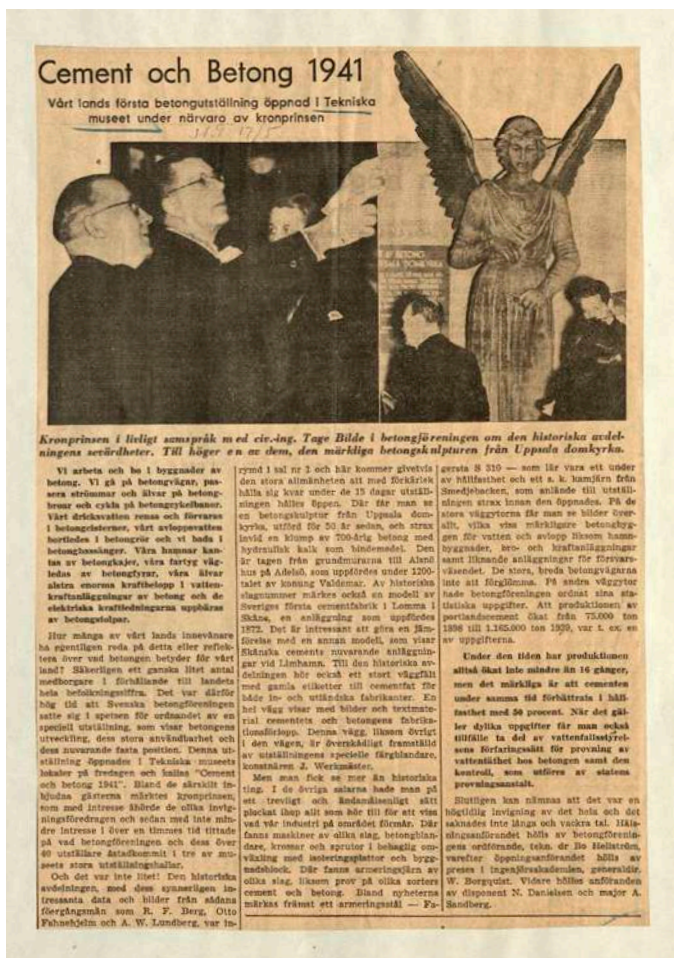 Cement och Betong 1941
Vårt lands första betongutställning öppnad i Tekniska
museet under närvaro av kronprinsen
17/5
Kronprinsen i livligt samspråk med civ.-ing. Tage Bilde i betongföreningen om den historiska avdel-
ningens sevärdheter. Till höger en av dem, den märkliga betongskulpturen från Uppsala domkyrka.
Vi arbeta och bo i byggnader av
betong. Vi gå på betongvägar, pas-
sera strömmar och älvar på betong-
broar och cykla på betongcykelbanor.
Vårt dricksvatten renas och förvaras
i betongcisterner, vårt avloppsvatten
bortledes i betongrör och vi bada i
betongbassänger. Våra hamnar kan-
tas av betongkajer, våra fartyg väg-
ledas av betongfyrar, våra älvar
alstra enorma kraftbelopp i vatten-
kraftanläggningar av betong och de
elektriska kraftledningarna uppbäras
av betongstolpar.
Hur många av vårt lands innevånare
ha egentligen reda på detta eller reflek-
tera över vad betongen betyder för vårt
land? Säkerligen ett ganska litet antal
medborgare i förhållande till landets
hela befolkningssiffra. Det var därför
hög tid att Svenska betongföreningen
satte sig i spetsen för ordnandet av en
speciell utställning, som visar betongens
utveckling, dess stora användbarhet och
dess nuvarande fasta position. Denna ut-
ställning öppnades i Tekniska museets
lokaler på fredagen och kallas "Cement
och betong 1941". Bland de särskilt in-
bjudna gästerna märktes kronprinsen,
som med intresse åhörde de olika invig-
ningsföredragen och sedan med inte min-
dre intresse i över en timmes tid tittade
på vad betongföreningen och dess över
40 utställare åstadkommit i tre av mu-
seets stora utställningshallar.
Och det var inte litet! Den historiska
avdelningen, med dess synnerligen in-
tressanta data och bilder från sådana
föregångsmän som R. F. Berg, Otto
Fahnehjelm och A. W. Lundberg, var in-
rymd i sal nr 1 och här kommer givetvis
den stora allmänheten att med förkärlek
hålla sig kvar under de 15 dagar utställ-
ningen hålles öppen. Där får man se
en betongskulptur från Uppsala dom-
kyrka, utförd för 50 år sedan, och strax
invid en klump av 700-årig betong med
hydraulisk kalk som bindemedel. Den
är tagen från grundmurarna till Alsnö
hus på Adelsö, som uppfördes under 1200-
talet av konung Valdemar. Av historiska
slagnummer märkes också en modell av
Sveriges första cementfabrik i Lomma i
Skåne, en anläggning som uppfördes
1872. Det är intressant att göra en jäm-
förelse med en annan modell, som visar
Skånska cements nuvarande anläggnin-
gar vid Limhamn. Till den historiska av-
delningen hör också ett stort väggfält
med gamla etiketter till cementfat för
både in- och utländska fabrikanter. En
hel vägg visar med bilder och textmate-
rial cementets och betongens fabrika-
tionsförlopp. Denna vägg, liksom övrigt
i den vägen, är överskådligt framställd
av utställningens specielle färgblandare,
konstnären J. Werkmäster.
Men man fick se mer än historiska
ting. I de övriga salarna hade man på
ett trevligt och ändamålsenligt sätt
plockat ihop allt som hör till för att visa
vad vår industri på området förmår. Där
fanns maskiner av olika slag, betongblan-
dare, krossar och sprutor i behaglig om-
växling med isoleringsplattor och bygg-
nadsblock. Där fanns armeringsjärn av
olika slag, liksom prov på olika sorters
cement och betong. Bland nyheterna
märkas främst ett armeringsstål — Fa-
gersta S 310 — som lär vara ett under
av hållfasthet och ett s. k. kamjärn från
Smedjebacken, som anlände till utställ-
ningen strax innan den öppnades. På de
stora väggytorna får man se bilder över-
allt, vilka visa märkligare betongbyg-
gen för vatten och avlopp liksom hamn-
byggnader, bro- och kraftanläggningar
samt liknande anläggningar för försvars-
väsendet. De stora, breda betongvägarna
inte att förglömma. På andra väggytor
hade betongföreningen ordnat sina sta-
tistiska uppgifter. Att produktionen av
portlandcement ökat från 75.000 ton
1898 till 1.165.000 ton 1939, var t. ex. en
av uppgifterna.
Under den tiden har produktionen
alltså ökat inte mindre än 16 gånger,
men det märkliga är att cementen
under samma tid förbättrats i håll-
fasthet med 50 procent. När det gäl-
ler dylika uppgifter får man också
tillfälle ta del av vattenfallsstyrel-
sens förfaringssätt för provning av
vattentäthet hos betongen samt den
kontroll, som utföres av statens
provningsanstalt.
Slutligen kan nämnas att det var en
högtidlig invigning av det hela och det
saknades inte långa och vackra tal. Häls-
ningsanförandet hölls av betongförenin-
gens ordförande, tekn. dr Bo Hellström,
varefter öppningsanförandet hölls av
preses i ingenjörsakademien, generaldir.
W. Borgquist. Vidare höllos anföranden
av disponent N. Danielsen och major A.
Sandberg.